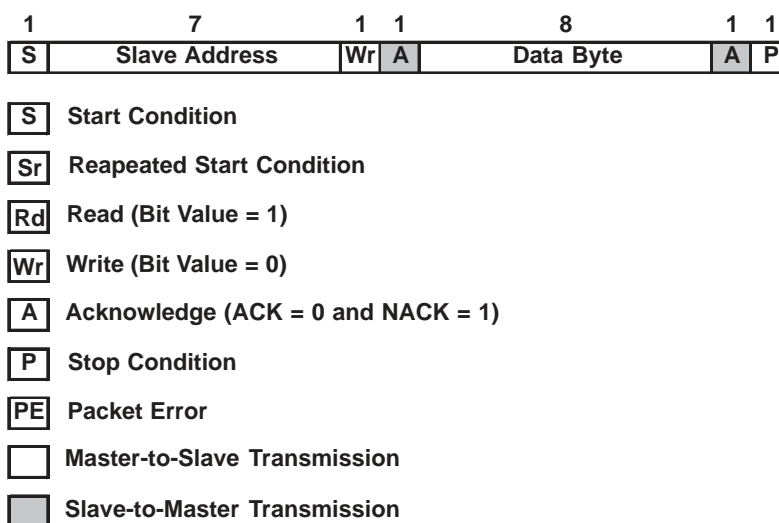 1 7 1 1 8 1 1
S Slave Address Wr A Data Byte A P
S Start Condition
Sr Reapeated Start Condition
Rd Read (Bit Value = 1)
Wr Write (Bit Value = 0)
A Acknowledge (ACK = 0 and NACK = 1)
P Stop Condition
PE Packet Error
Master-to-Slave Transmission
Slave-to-Master Transmission